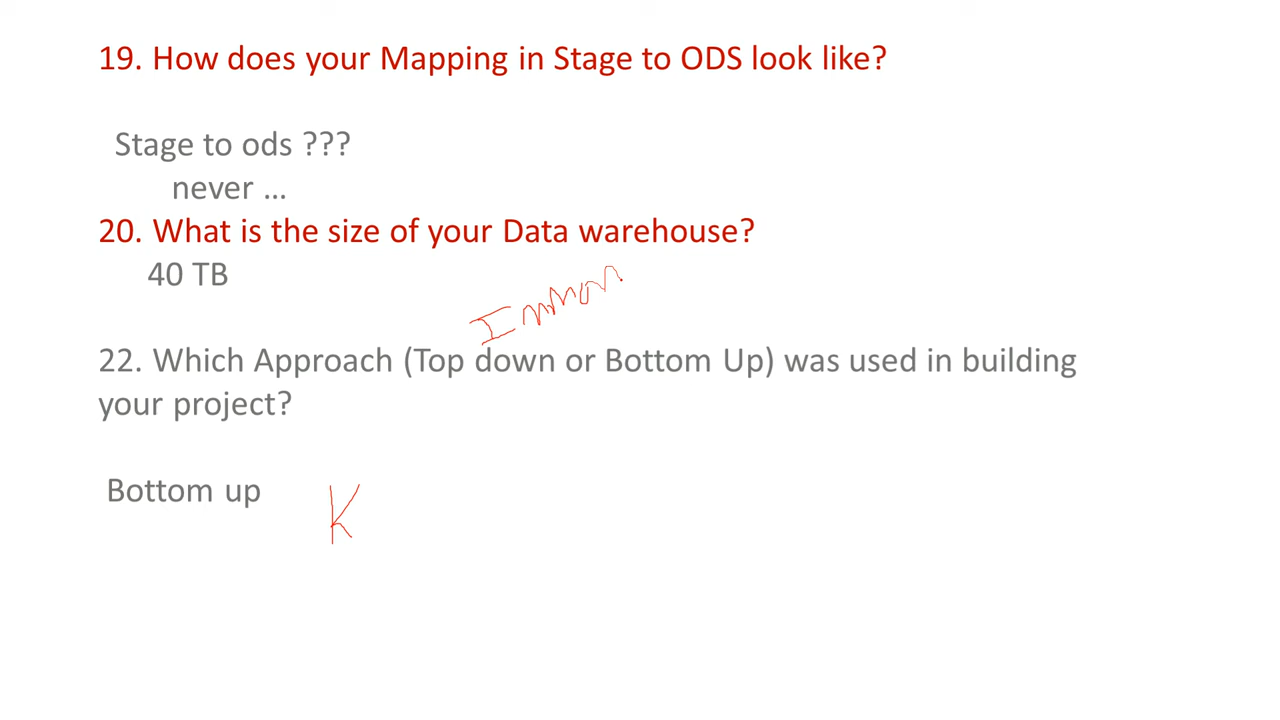 19. How does your Mapping in Stage to ODS look like?
Stage to ods ???
never ...
20. What is the size of your Data warehouse?
40 TB
Inmon
22. Which Approach (Top down or Bottom Up) was used in building
your project?
Bottom up
K